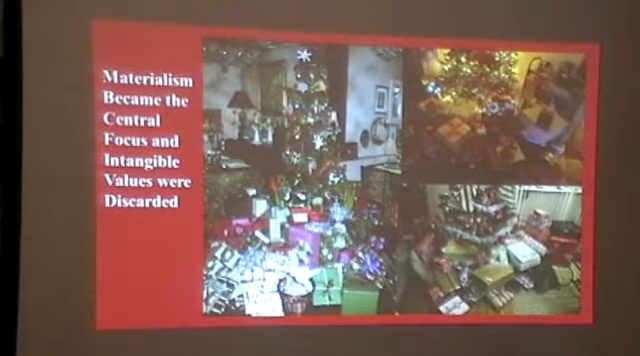 Materialism
Became the
Central
Focus and
Intangible
Values were
Discarded